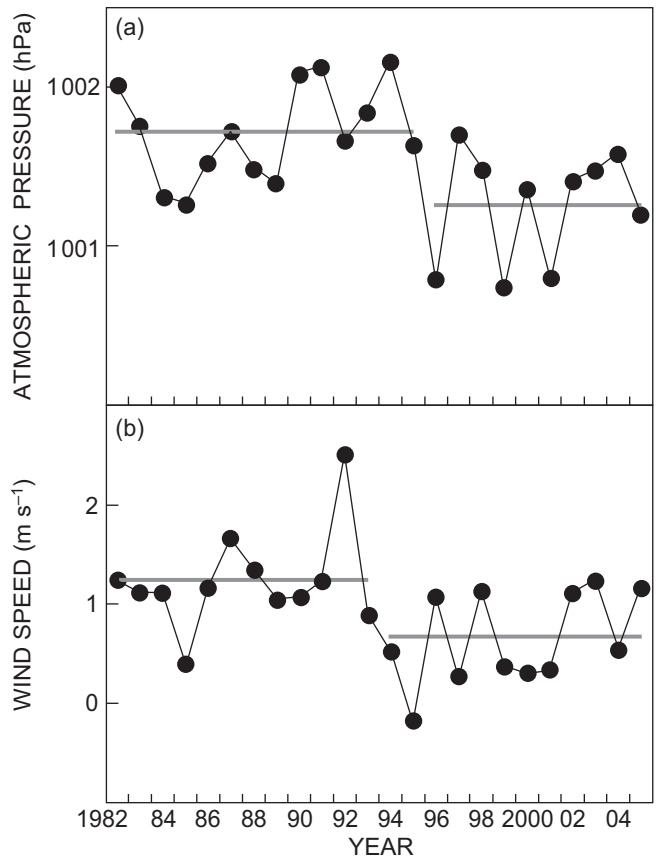 (a)
ATMOSPHERIC PRESSURE (hPa)
1002
1001
(b)
WIND SPEED (m s⁻¹)
2
1
0
1982 84 86 88 90 92 94 96 98 2000 02 04
YEAR